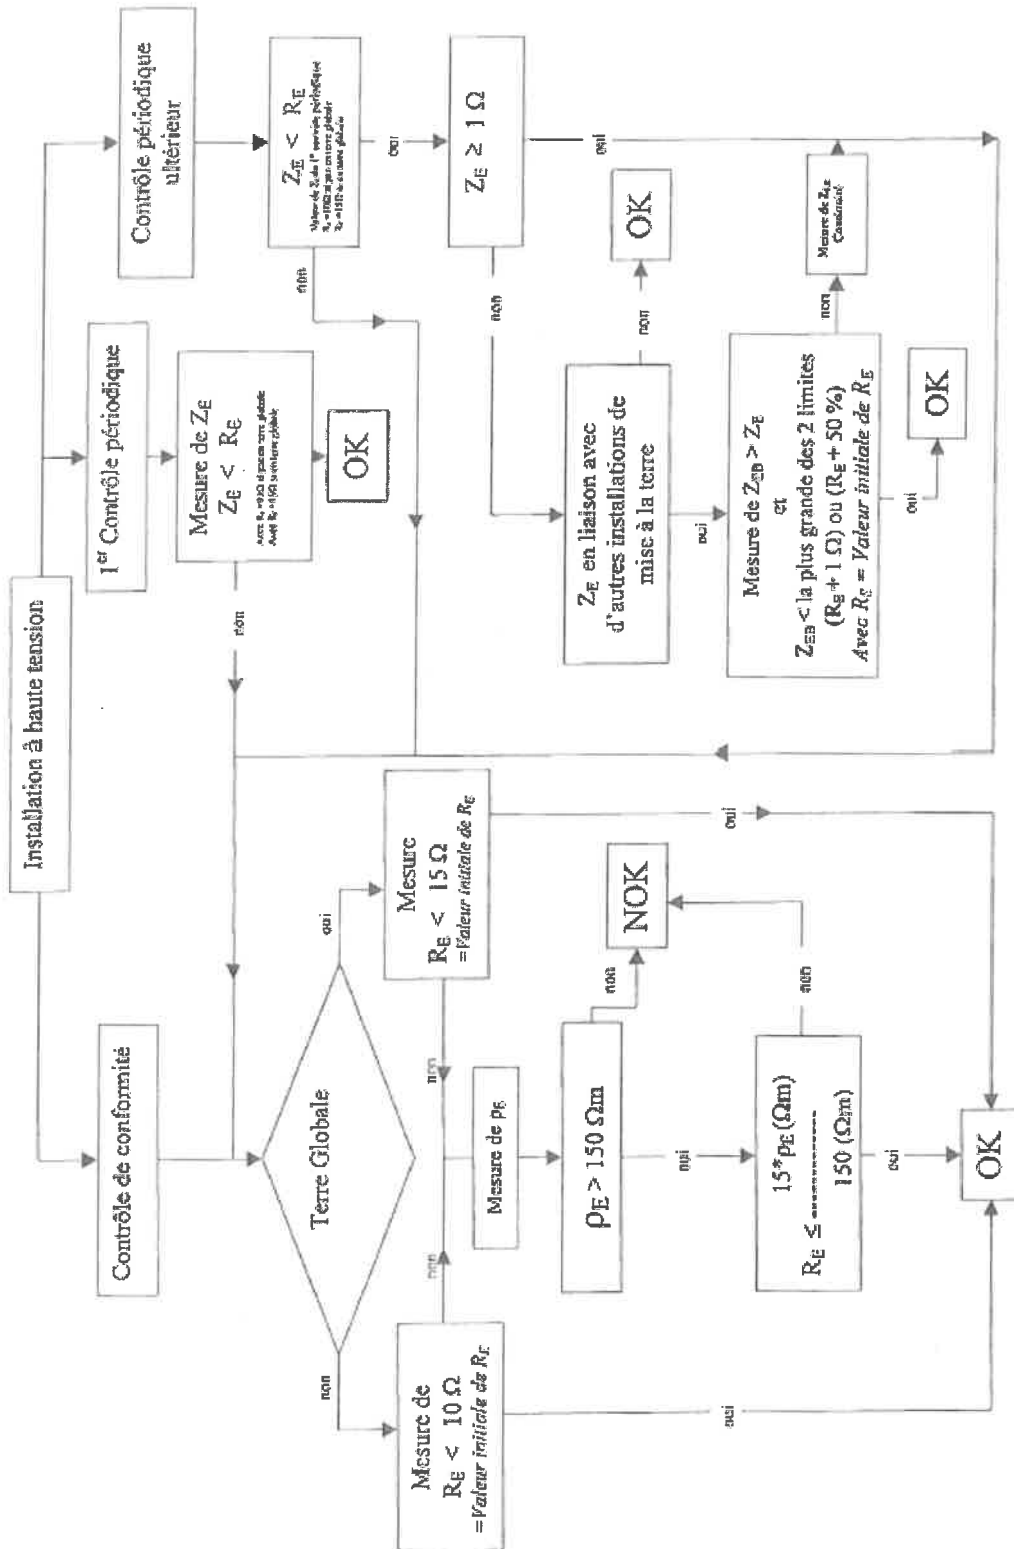 Installation à haute tension
Contrôle de conformité
1er Contrôle périodique
Contrôle périodique
ultérieur
Terre Globale
non
oui
Mesure de
RE < 10 Ω
=Valeur initiale de RE
Mesure
RE < 15 Ω
=Valeur initiale de RE
non
non
Mesure de ρE
ρE > 150 Ωm
non
NOK
oui
15*ρE (Ωm)
RE ≤ ------------
150 (Ωm)
non
oui
oui
oui
OK
Mesure de ZE
ZE < RE
non
OK
ZE < RE
non
oui
ZE ≥ 1 Ω
non
oui
ZE en liaison avec
d'autres installations de
mise à la terre
non
OK
oui
Mesure de ZEB > ZE
et
ZEB < la plus grande des 2 limites
(RE + 1 Ω) ou (RE + 50 %)
Avec RE = Valeur initiale de RE
non
Mesure de
oui
OK